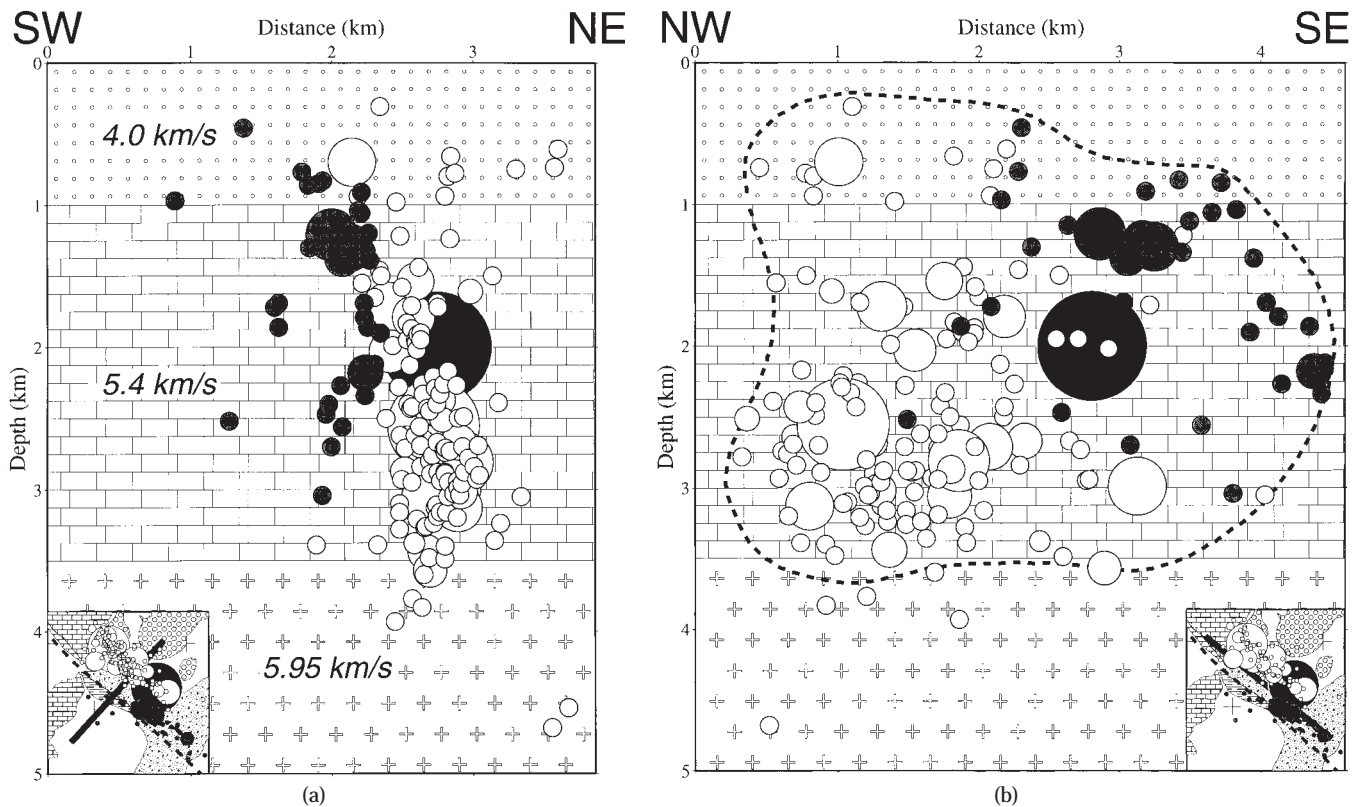 SW Distance (km) NE
0 1 2 3
0
4.0 km/s
1
2
5.4 km/s
Depth (km)
3
4
5.95 km/s
5
(a)
NW Distance (km) SE
0 1 2 3 4
0
1
2
Depth (km)
3
4
5
(b)